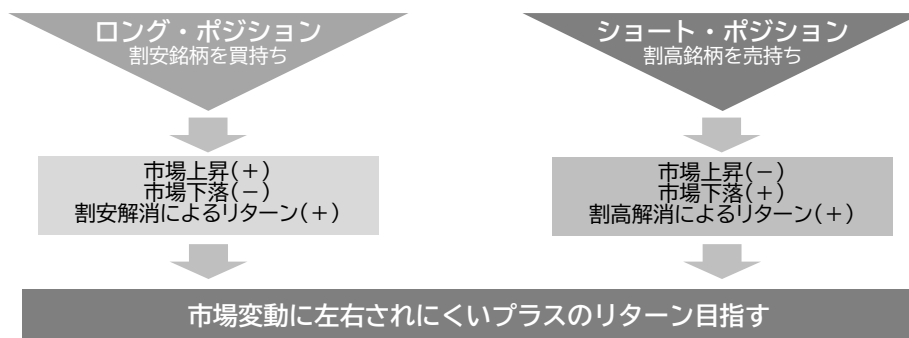 ロング・ポジション
割安銘柄を買持ち
市場上昇(+)
市場下落(-)
割安解消によるリターン(+)
ショート・ポジション
割高銘柄を売持ち
市場上昇(-)
市場下落(+)
割高解消によるリターン(+)
市場変動に左右されにくいプラスのリターン目指す